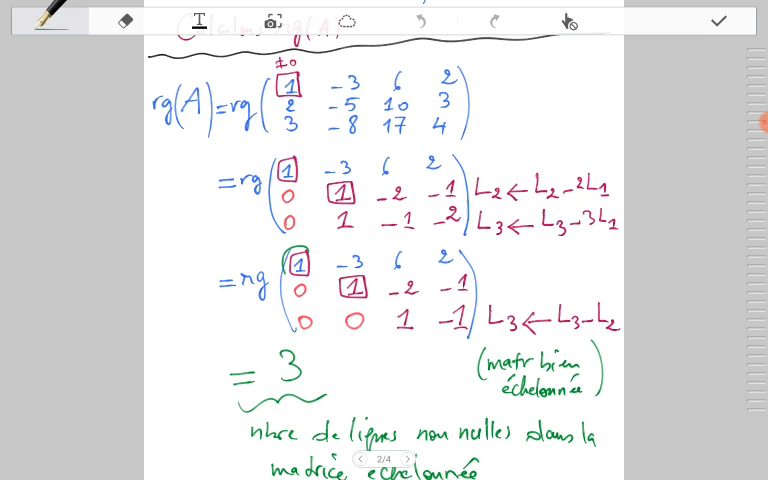 Calculons rg(A)
≠0
rg(A) = rg ( 1 -3 6 2
2 -5 10 3
3 -8 17 4 )
= rg ( 1 -3 6 2
0 1 -2 -1 ) L2 ← L2 - 2L1
0 1 -1 -2 L3 ← L3 - 3L1
= rg ( 1 -3 6 2
0 1 -2 -1 )
0 0 1 -1 L3 ← L3 - L2
= 3 (matr bien
échelonnée)
nbre de lignes non nulles dans la
2/4
matrice échelonnée